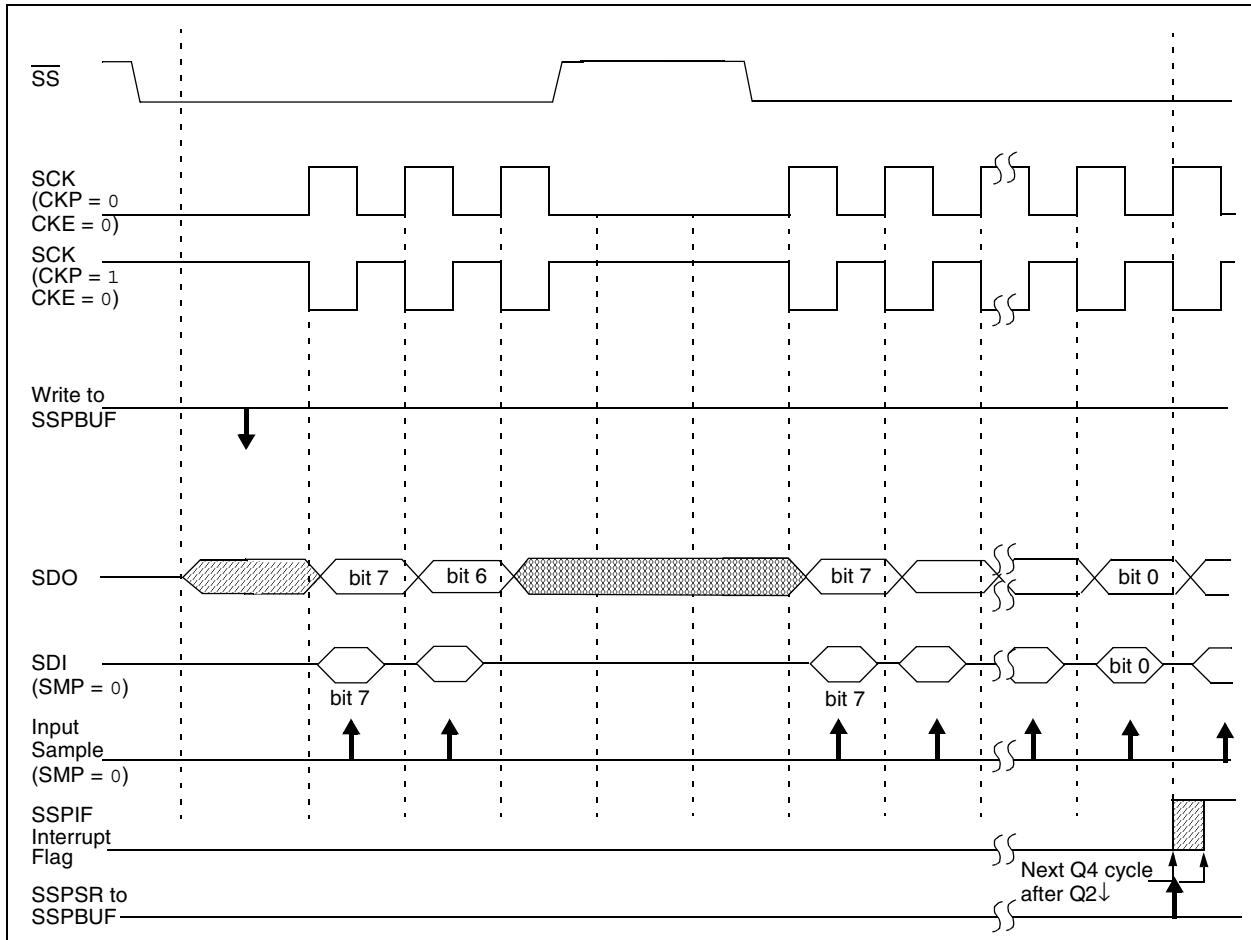 SS
SCK
(CKP = 0
CKE = 0)
SCK
(CKP = 1
CKE = 0)
Write to
SSPBUF
SDO
bit 7
bit 6
bit 7
bit 0
SDI
(SMP = 0)
bit 7
bit 7
bit 0
Input
Sample
(SMP = 0)
SSPIF
Interrupt
Flag
Next Q4 cycle
after Q2↓
SSPSR to
SSPBUF